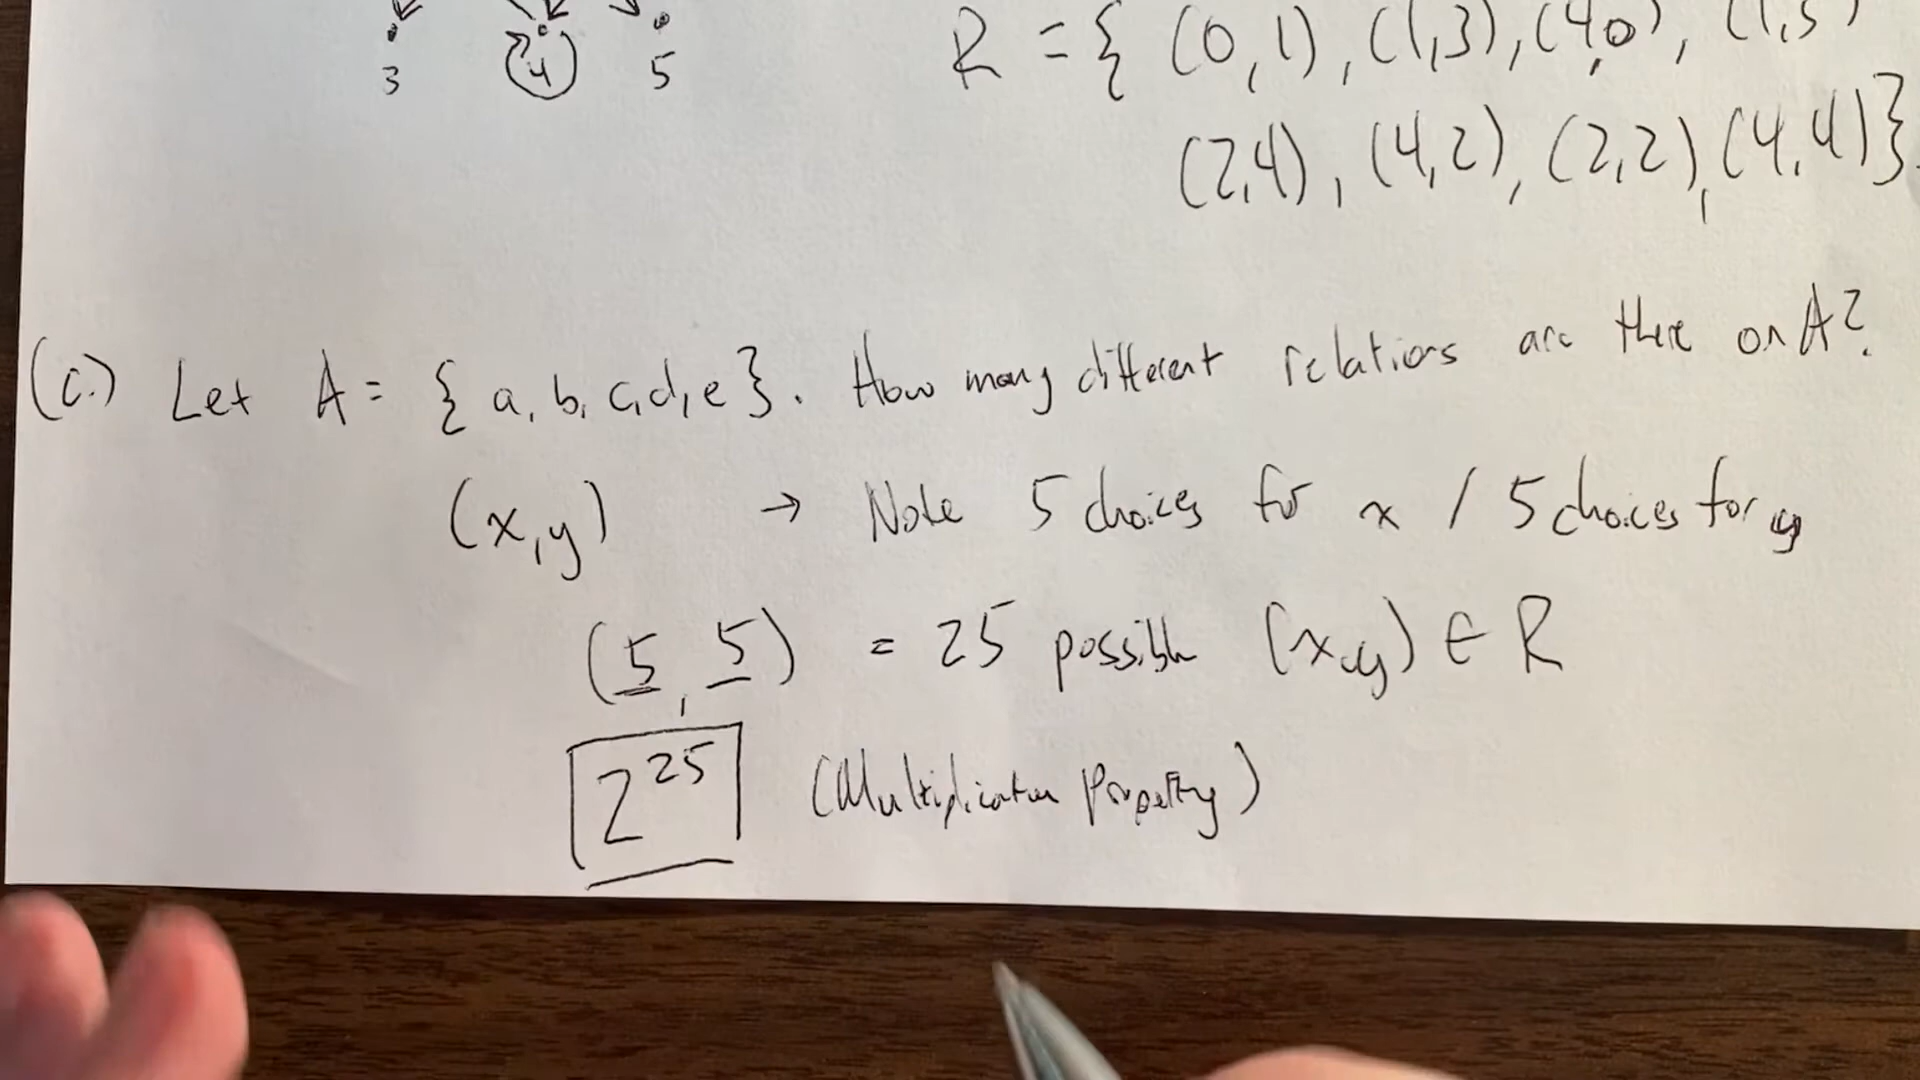 3 4 5
R = { (0,1), (1,3), (4,0), (1,5)
(2,4), (4,2), (2,2), (4,4)}
(c.) Let A = { a, b, c, d, e }. How many different relations are there on A?
(x,y) → Note 5 choices for x / 5 choices for y
(5, 5) = 25 possible (x,y) ∈ R
2^25 (Multiplication Property)